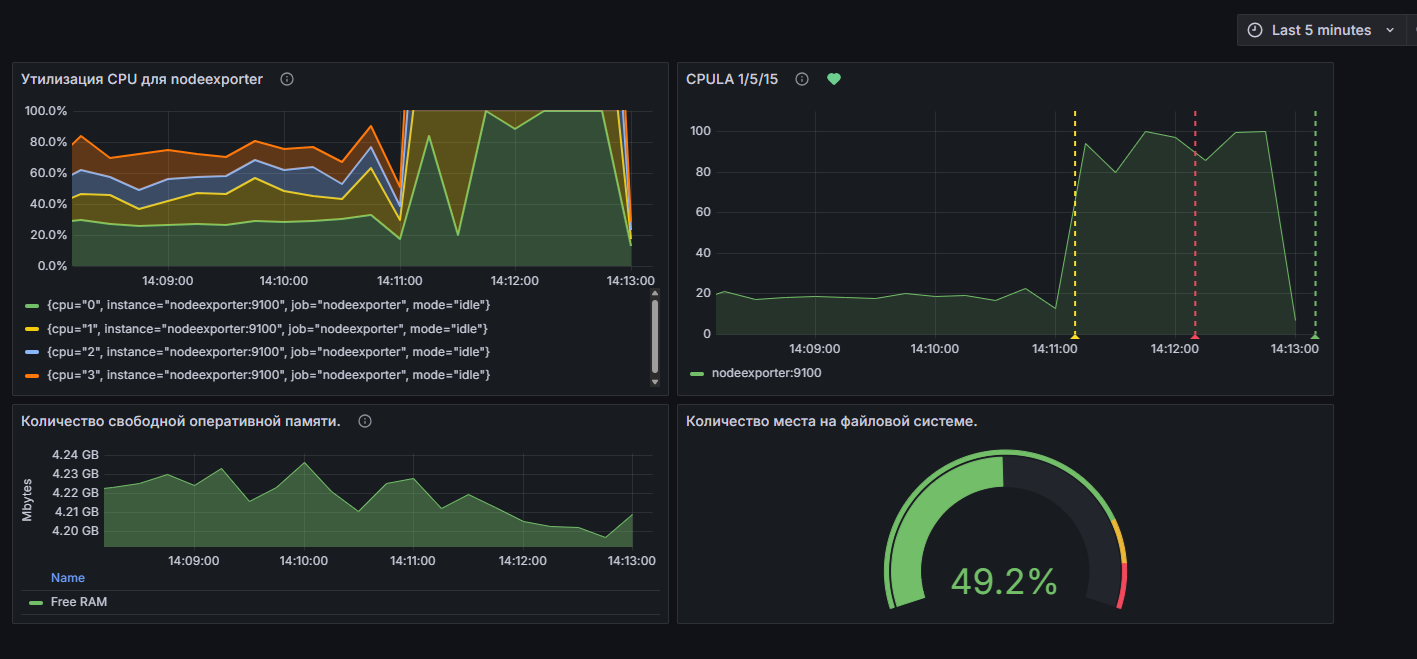 Last 5 minutes
Утилизация CPU для nodeexporter
100.0%
80.0%
60.0%
40.0%
20.0%
0.0%
14:09:00 14:10:00 14:11:00 14:12:00 14:13:00
{cpu="0", instance="nodeexporter:9100", job="nodeexporter", mode="idle"}
{cpu="1", instance="nodeexporter:9100", job="nodeexporter", mode="idle"}
{cpu="2", instance="nodeexporter:9100", job="nodeexporter", mode="idle"}
{cpu="3", instance="nodeexporter:9100", job="nodeexporter", mode="idle"}
CPULA 1/5/15
100
80
60
40
20
0
14:09:00 14:10:00 14:11:00 14:12:00 14:13:00
nodeexporter:9100
Количество свободной оперативной памяти.
Mbytes
4.24 GB
4.23 GB
4.22 GB
4.21 GB
4.20 GB
14:09:00 14:10:00 14:11:00 14:12:00 14:13:00
Name
Free RAM
Количество места на файловой системе.
49.2%